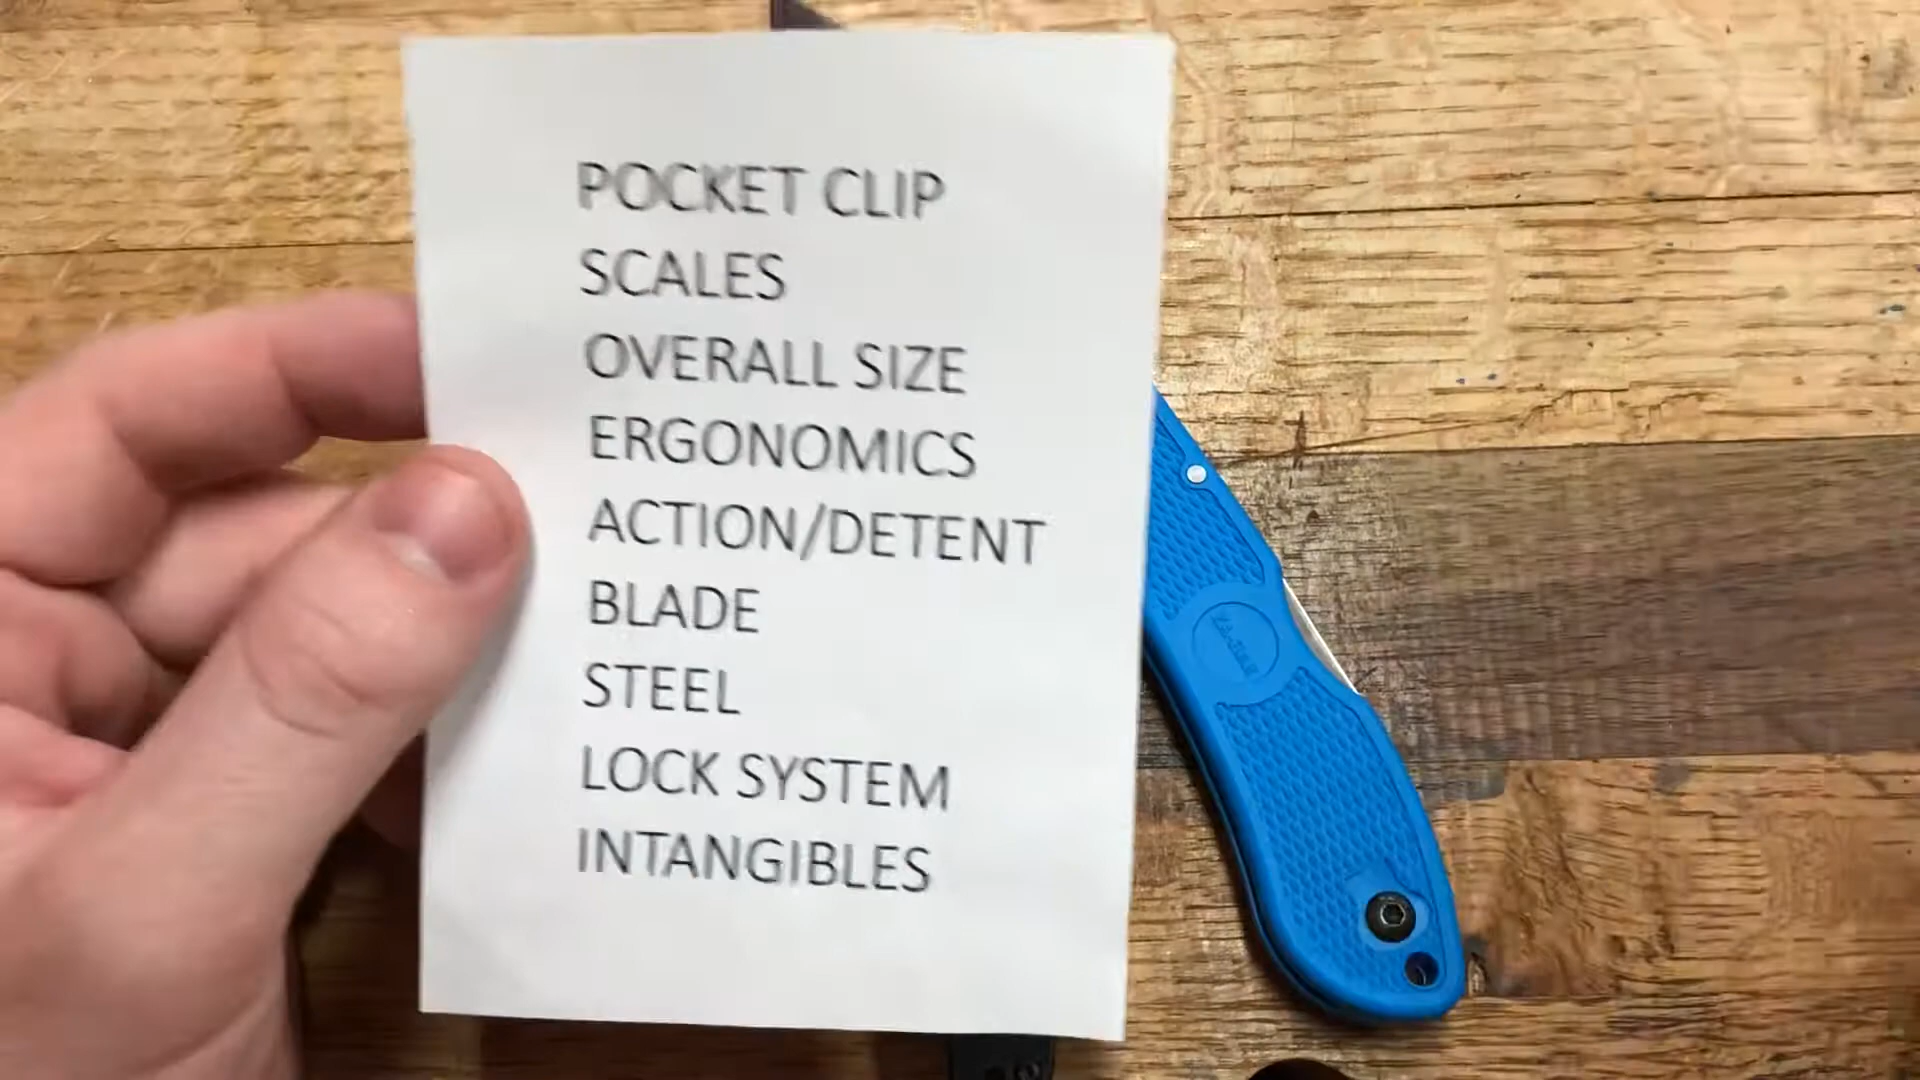 POCKET CLIP
SCALES
OVERALL SIZE
ERGONOMICS
ACTION/DETENT
BLADE
STEEL
LOCK SYSTEM
INTANGIBLES